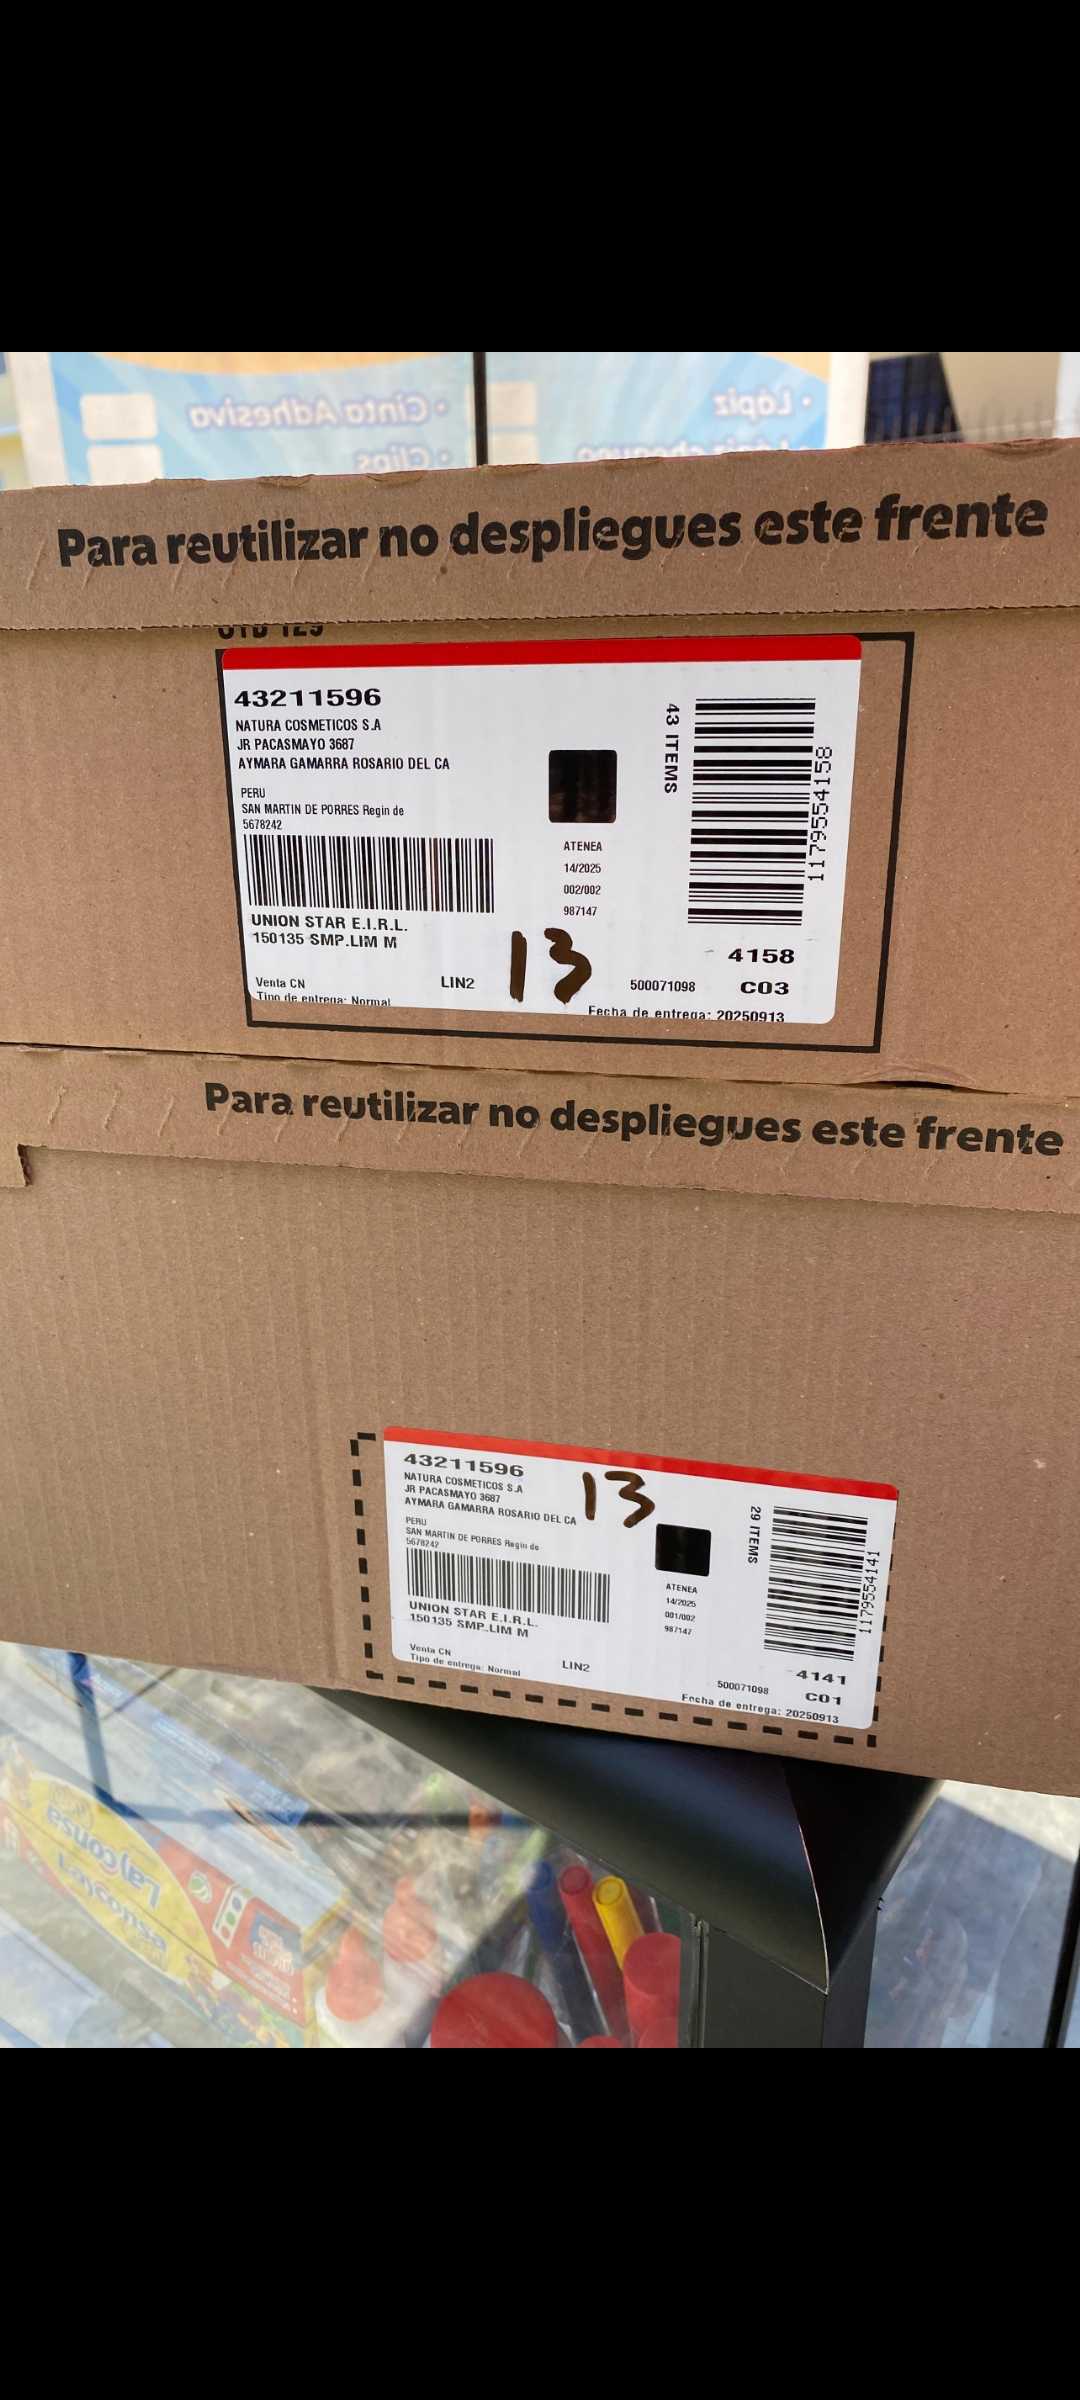 • Cinta Adhesiva
• Clips
• Lápiz
Para reutilizar no despliegues este frente
43211596
NATURA COSMETICOS S.A
JR PACASMAYO 3687
AYMARA GAMARRA ROSARIO DEL CA
PERU
SAN MARTIN DE PORRES Regin de
5678242
UNION STAR E.I.R.L.
150135 SMP.LIM M
Venta CN
Tipo de entrega: Normal
LIN2
ATENEA
14/2025
002/002
987147
13
43 ITEMS
1179554158
4158
500071098
C03
Fecha de entrega: 20250913
Para reutilizar no despliegues este frente
43211596
NATURA COSMETICOS S.A
JR PACASMAYO 3687
AYMARA GAMARRA ROSARIO DEL CA
PERU
SAN MARTIN DE PORRES Regin de
5678242
UNION STAR E.I.R.L.
150135 SMP.LIM M
Venta CN
Tipo de entrega: Normal
LIN2
13
ATENEA
14/2025
001/002
987147
29 ITEMS
1179554141
4141
500071098
C01
Fecha de entrega: 20250913
Layconsa
Layconsa